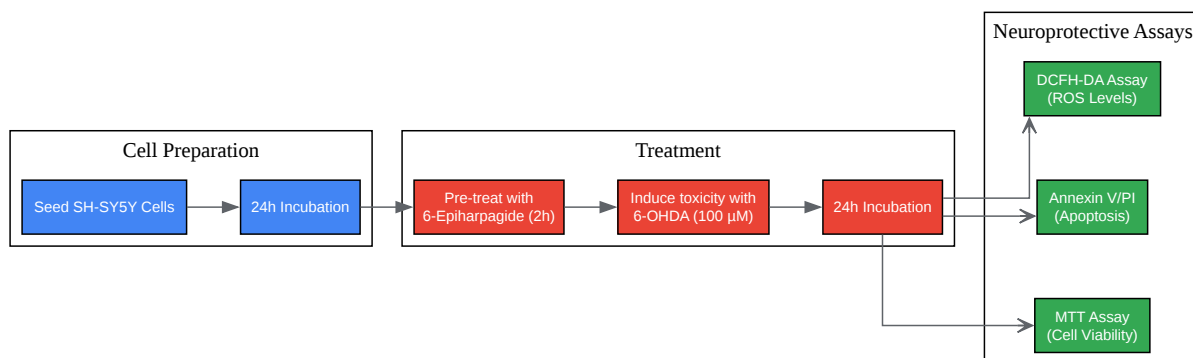 Cell Preparation
Seed SH-SY5Y Cells
24h Incubation
Treatment
Pre-treat with
6-Epiharpagide (2h)
Induce toxicity with
6-OHDA (100 µM)
24h Incubation
Neuroprotective Assays
DCFH-DA Assay
(ROS Levels)
Annexin V/PI
(Apoptosis)
MTT Assay
(Cell Viability)